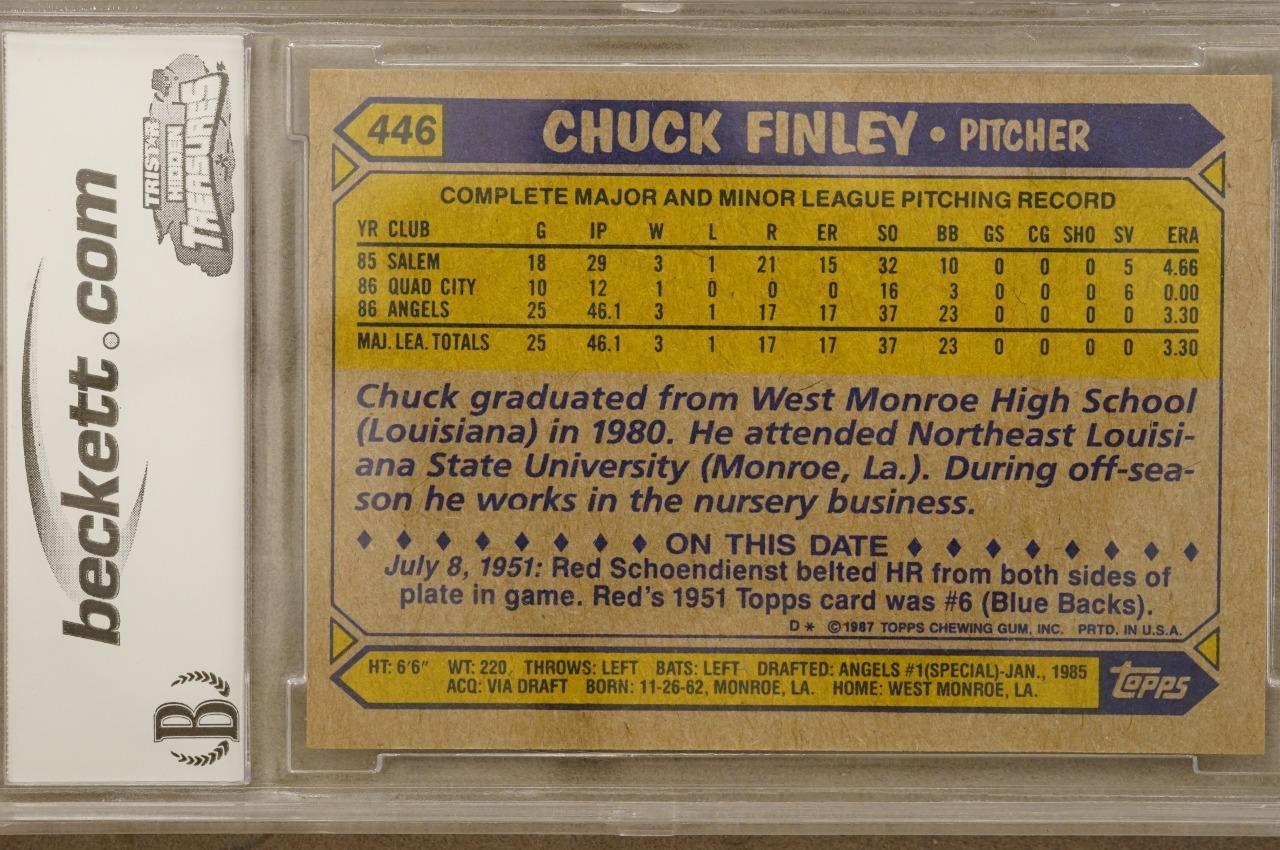 446 CHUCK FINLEY • PITCHER
COMPLETE MAJOR AND MINOR LEAGUE PITCHING RECORD
YR CLUB G IP W L R ER SO BB GS CG SHO SV ERA
85 SALEM 18 29 3 1 21 15 32 10 0 0 0 5 4.66
86 QUAD CITY 10 12 1 0 0 0 16 3 0 0 0 6 0.00
86 ANGELS 25 46.1 3 1 17 17 37 23 0 0 0 0 3.30
MAJ. LEA. TOTALS 25 46.1 3 1 17 17 37 23 0 0 0 0 3.30
Chuck graduated from West Monroe High School
(Louisiana) in 1980. He attended Northeast Louisi-
ana State University (Monroe, La.). During off-sea-
son he works in the nursery business.
♦ ♦ ♦ ♦ ♦ ♦ ♦ ♦ ON THIS DATE ♦ ♦ ♦ ♦ ♦ ♦ ♦ ♦
July 8, 1951: Red Schoendienst belted HR from both sides of
plate in game. Red's 1951 Topps card was #6 (Blue Backs).
D* ©1987 TOPPS CHEWING GUM, INC. PRTD. IN U.S.A.
HT: 6'6" WT: 220 THROWS: LEFT BATS: LEFT DRAFTED: ANGELS #1(SPECIAL)-JAN., 1985
ACQ: VIA DRAFT BORN: 11-26-62, MONROE, LA. HOME: WEST MONROE, LA.
topps
beckett.com
TRISTAR
HIDDEN
TREASURES
B